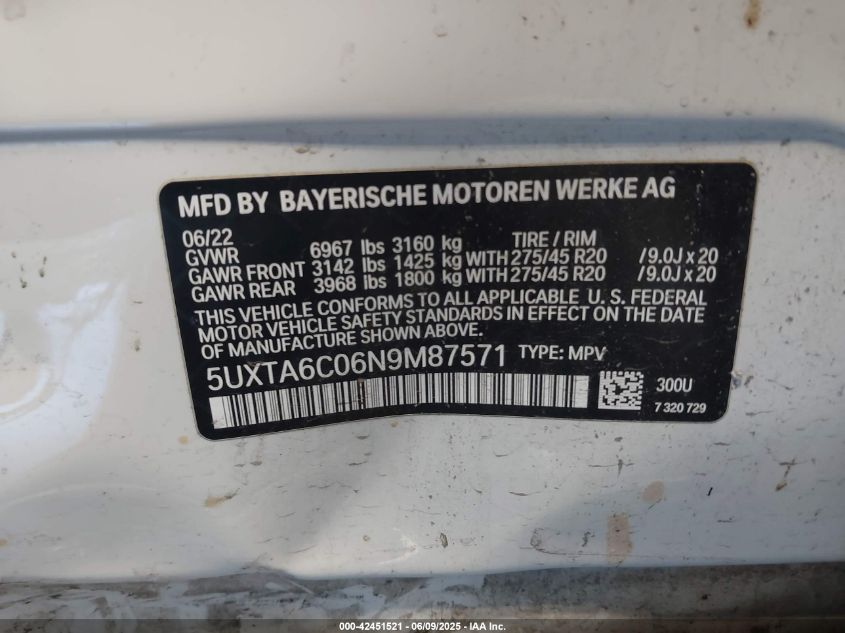 MFD BY BAYERISCHE MOTOREN WERKE AG
06/22 TIRE / RIM
GVWR 6967 lbs 3160 kg
GAWR FRONT 3142 lbs 1425 kg WITH 275/45 R20 /9.0J x 20
GAWR REAR 3968 lbs 1800 kg WITH 275/45 R20 /9.0J x 20
THIS VEHICLE CONFORMS TO ALL APPLICABLE U. S. FEDERAL
MOTOR VEHICLE SAFETY STANDARDS IN EFFECT ON THE DATE
OF MANUFACTURE SHOWN ABOVE.
5UXTA6C06N9M87571 TYPE: MPV
300U
7 320 729
000-42451521 - 06/09/2025 - IAA Inc.